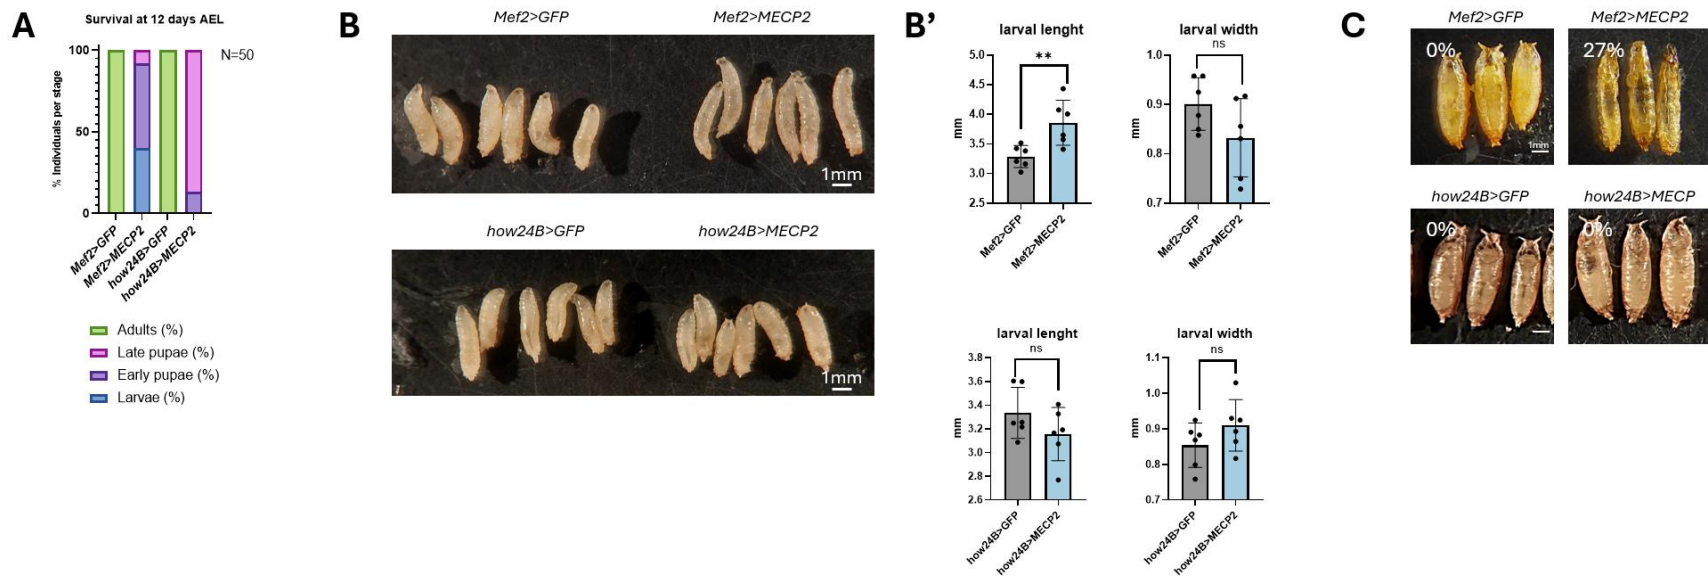 A
Survival at 12 days AEL
N=50
% Individuals per stage
100
50
0
Mef2>GFP
Mef2>MECP2
how24B>GFP
how24B>MECP2
Adults (%)
Late pupae (%)
Early pupae (%)
Larvae (%)
B
Mef2>GFP
Mef2>MECP2
1mm
how24B>GFP
how24B>MECP2
1mm
B’
larval lenght
**
mm
5.0
4.5
4.0
3.5
3.0
2.5
Mef2>GFP
Mef2>MECP2
larval width
ns
mm
1.0
0.9
0.8
0.7
Mef2>GFP
Mef2>MECP2
larval lenght
ns
mm
3.8
3.6
3.4
3.2
3.0
2.8
2.6
how24B>GFP
how24B>MECP2
larval width
ns
mm
1.1
1.0
0.9
0.8
0.7
how24B>GFP
how24B>MECP2
C
Mef2>GFP
Mef2>MECP2
0%
27%
1mm
how24B>GFP
how24B>MECP
0%
0%